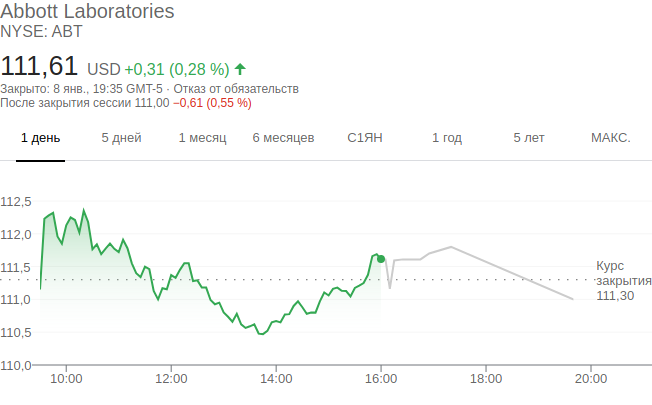 Abbott Laboratories
NYSE: ABT
111,61 USD +0,31 (0,28 %)
Закрыто: 8 янв., 19:35 GMT-5 · Отказ от обязательств
После закрытия сессии 111,00 −0,61 (0,55 %)
1 день 5 дней 1 месяц 6 месяцев С1ЯН 1 год 5 лет МАКС.
112,5
112,0
111,5
111,0
110,5
110,0
Курс
закрытия
111,30
10:00 12:00 14:00 16:00 18:00 20:00